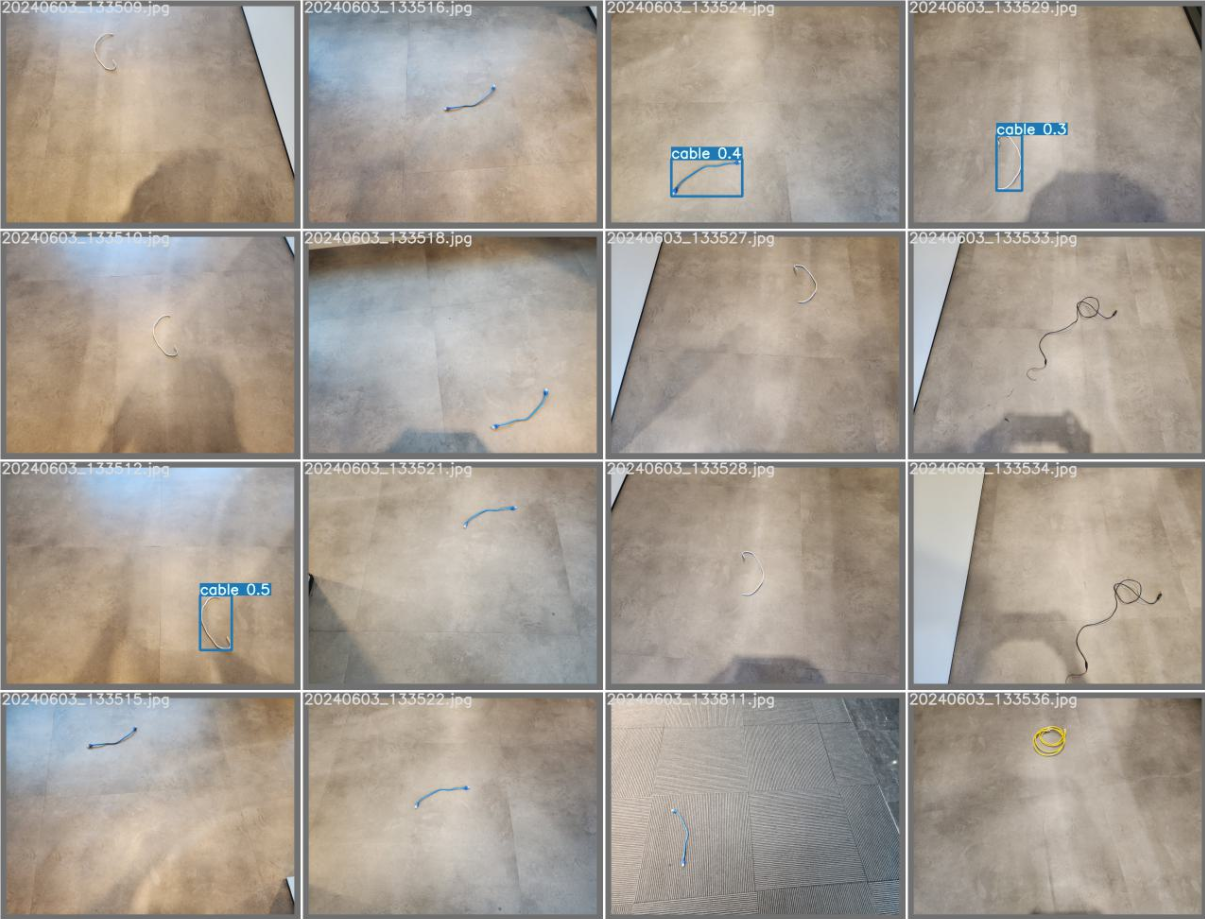 20240603_133509.jpg
20240603_133516.jpg
20240603_133524.jpg
20240603_133529.jpg
cable 0.4
cable 0.3
20240603_133510.jpg
20240603_133518.jpg
20240603_133527.jpg
20240603_133533.jpg
20240603_133512.jpg
20240603_133521.jpg
20240603_133528.jpg
20240603_133534.jpg
cable 0.5
20240603_133515.jpg
20240603_133522.jpg
20240603_133811.jpg
20240603_133536.jpg